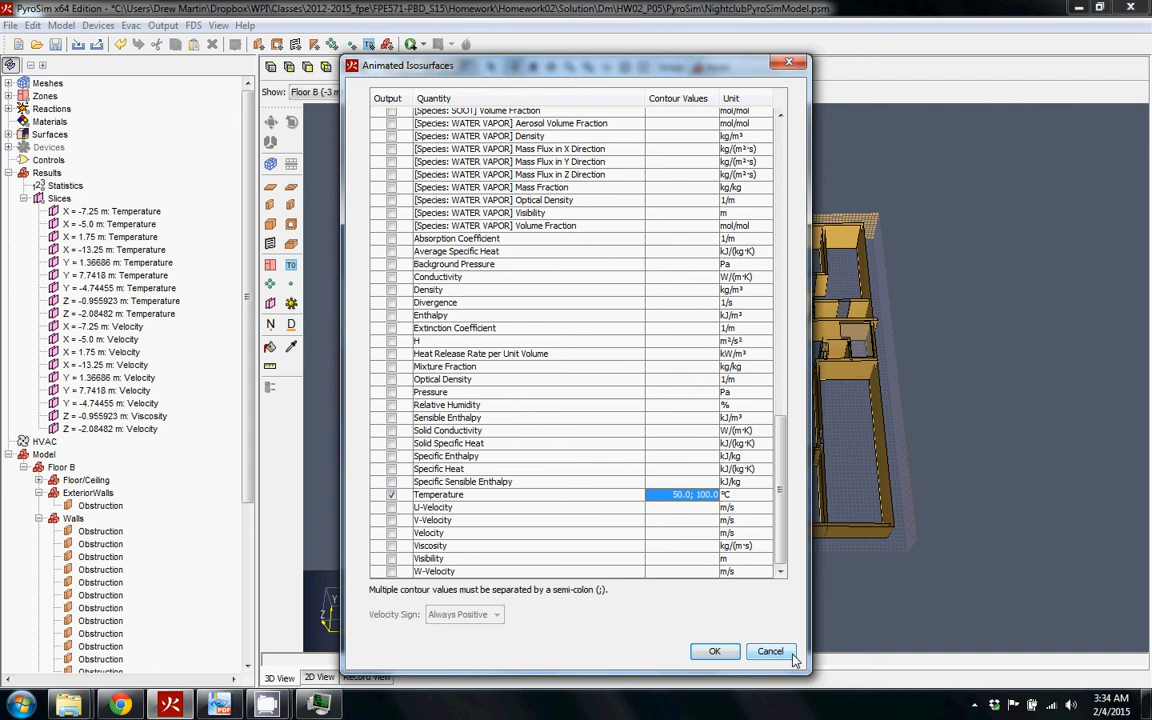 PyroSim x64 Edition - *C:\Users\Drew Martin\Dropbox\WPI\Classes\2012-2015_fpe\FPE571-PBD_S15\Homework\Homework02\Solution\Dm\HW02_P05\PyroSim\NightclubPyroSimModel.psm
File Edit Model Devices Evac Output FDS View Help
Show: Floor B (-3 m
Meshes
Zones
Reactions
Materials
Surfaces
Devices
Controls
Results
Statistics
Slices
X = -7.25 m: Temperature
X = -5.0 m: Temperature
X = 1.75 m: Temperature
X = -13.25 m: Temperature
Y = 1.36686 m: Temperature
Y = 7.7418 m: Temperature
Y = -4.74455 m: Temperature
Z = -0.955923 m: Temperature
Z = -2.08482 m: Temperature
X = -7.25 m: Velocity
X = -5.0 m: Velocity
X = 1.75 m: Velocity
X = -13.25 m: Velocity
Y = 1.36686 m: Velocity
Y = 7.7418 m: Velocity
Y = -4.74455 m: Velocity
Z = -0.955923 m: Viscosity
Z = -2.08482 m: Velocity
HVAC
Model
Floor B
Floor/Ceiling
ExteriorWalls
Obstruction
Walls
Obstruction
Obstruction
Obstruction
Obstruction
Obstruction
Obstruction
Obstruction
Obstruction
Obstruction
Obstruction
Obstruction
Obstruction
Animated Isosurfaces
Output Quantity Contour Values Unit
[Species: SOOT] Volume Fraction mol/mol
[Species: WATER VAPOR] Aerosol Volume Fraction mol/mol
[Species: WATER VAPOR] Density kg/m³
[Species: WATER VAPOR] Mass Flux in X Direction kg/(m²·s)
[Species: WATER VAPOR] Mass Flux in Y Direction kg/(m²·s)
[Species: WATER VAPOR] Mass Flux in Z Direction kg/(m²·s)
[Species: WATER VAPOR] Mass Fraction kg/kg
[Species: WATER VAPOR] Optical Density 1/m
[Species: WATER VAPOR] Visibility m
[Species: WATER VAPOR] Volume Fraction mol/mol
Absorption Coefficient 1/m
Average Specific Heat kJ/(kg·K)
Background Pressure Pa
Conductivity W/(m·K)
Density kg/m³
Divergence 1/s
Enthalpy kJ/m³
Extinction Coefficient 1/m
H m²/s²
Heat Release Rate per Unit Volume kW/m³
Mixture Fraction kg/kg
Optical Density 1/m
Pressure Pa
Relative Humidity %
Sensible Enthalpy kJ/m³
Solid Conductivity W/(m·K)
Solid Specific Heat kJ/(kg·K)
Specific Enthalpy kJ/kg
Specific Heat kJ/(kg·K)
Specific Sensible Enthalpy kJ/kg
Temperature 50.0; 100.0 °C
U-Velocity m/s
V-Velocity m/s
Velocity m/s
Viscosity kg/(m·s)
Visibility m
W-Velocity m/s
Multiple contour values must be separated by a semi-colon (;).
Velocity Sign: Always Positive
OK Cancel
3D View 2D View Record View
3:34 AM
2/4/2015